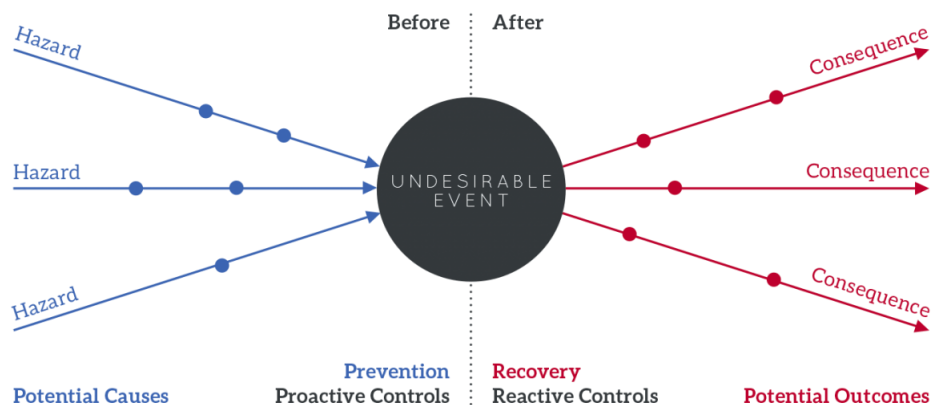 Before
After
Hazard
Consequence
Hazard
UNDESIRABLE
EVENT
Consequence
Hazard
Consequence
Prevention
Recovery
Potential Causes
Proactive Controls
Reactive Controls
Potential Outcomes